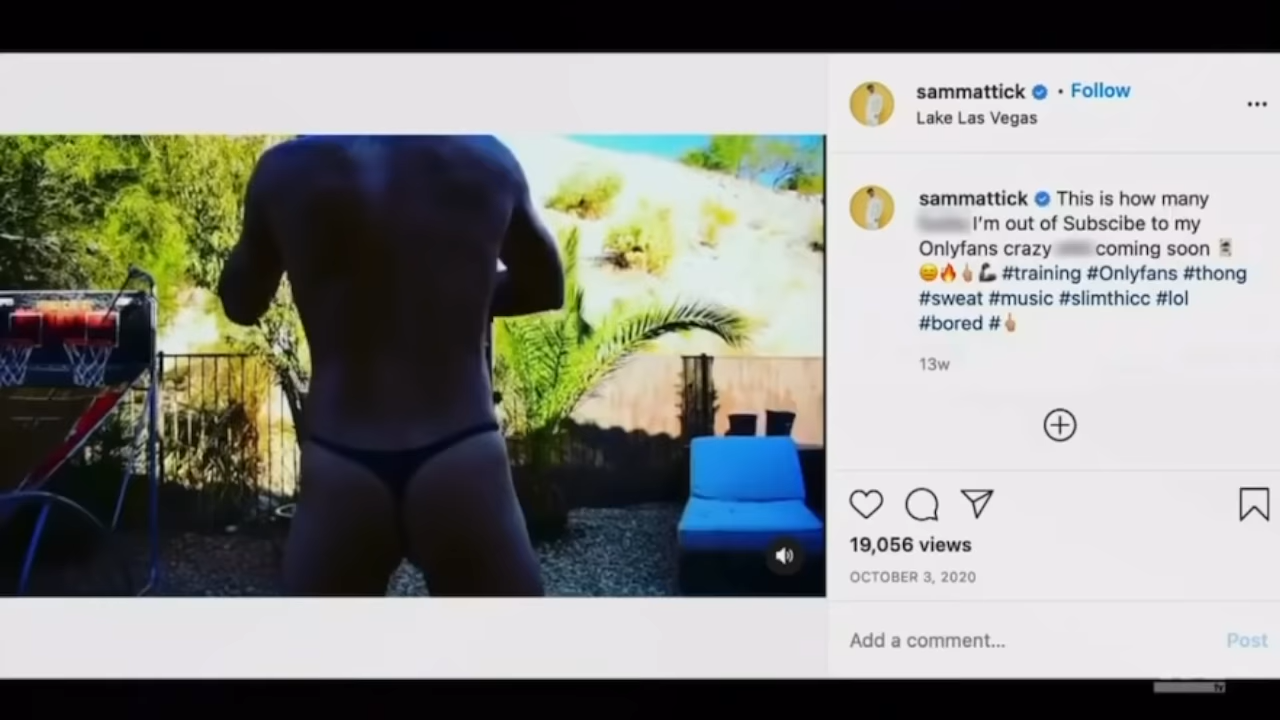 sammattick • Follow
Lake Las Vegas
sammattick This is how many
I'm out of Subscibe to my
Onlyfans crazy coming soon 🃏
😑🔥🖕🏼💪🏼 #training #Onlyfans #thong
#sweat #music #slimthicc #lol
#bored #🖕🏼
13w
19,056 views
OCTOBER 3, 2020
Add a comment... Post
tv